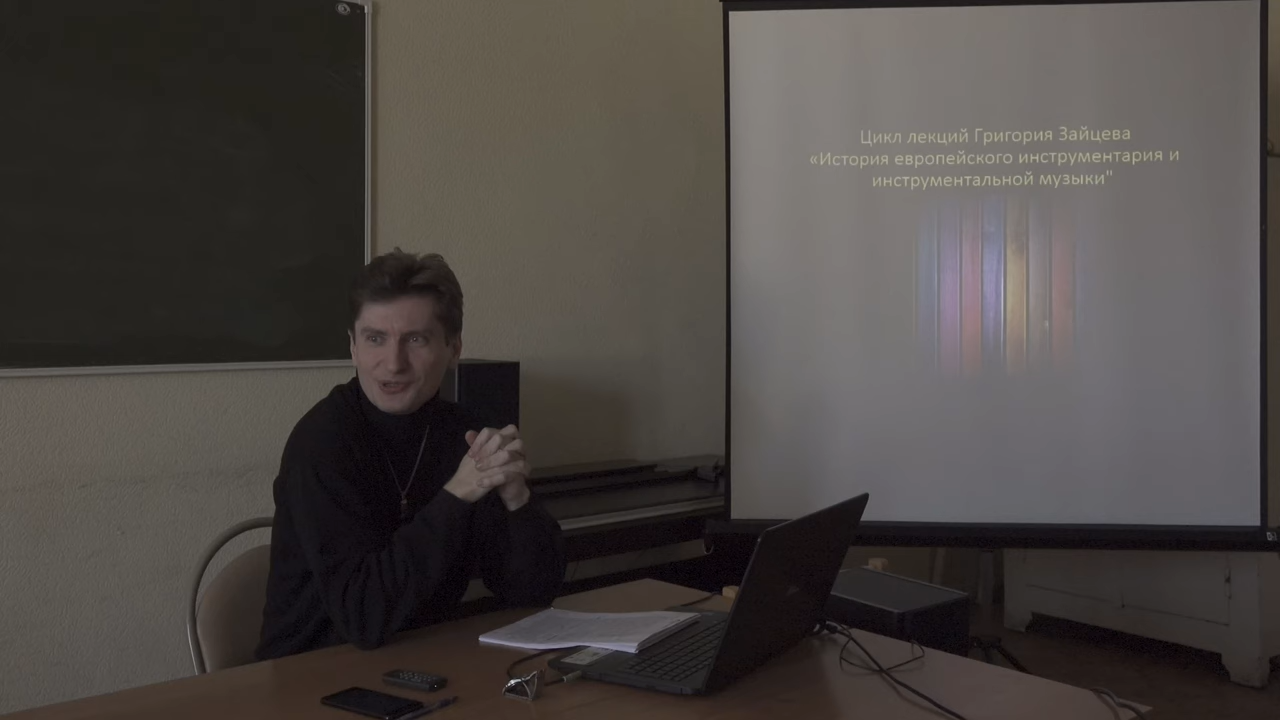 Цикл лекций Григория Зайцева
«История европейского инструментария и
инструментальной музыки"